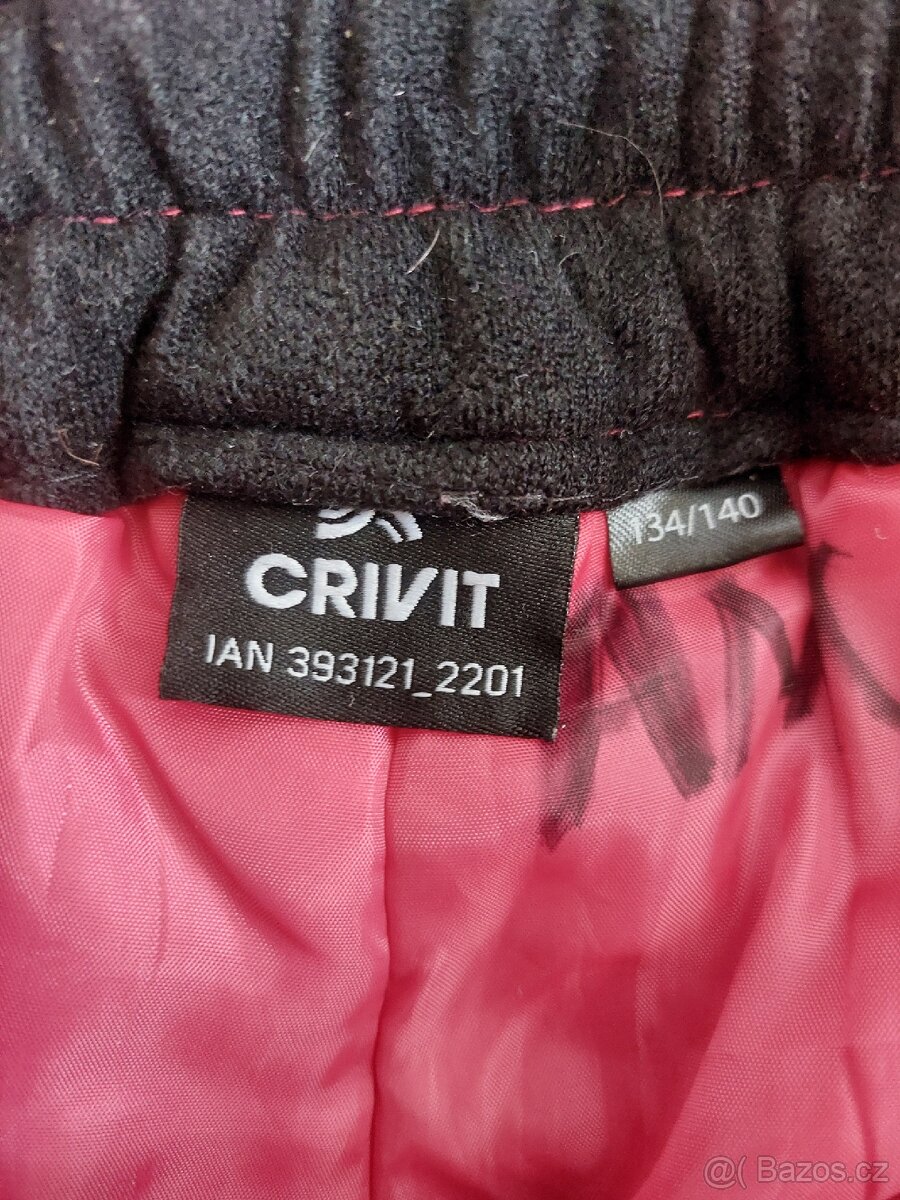 134/140
CRIVIT
IAN 393121_2201
@( Bazos.cz